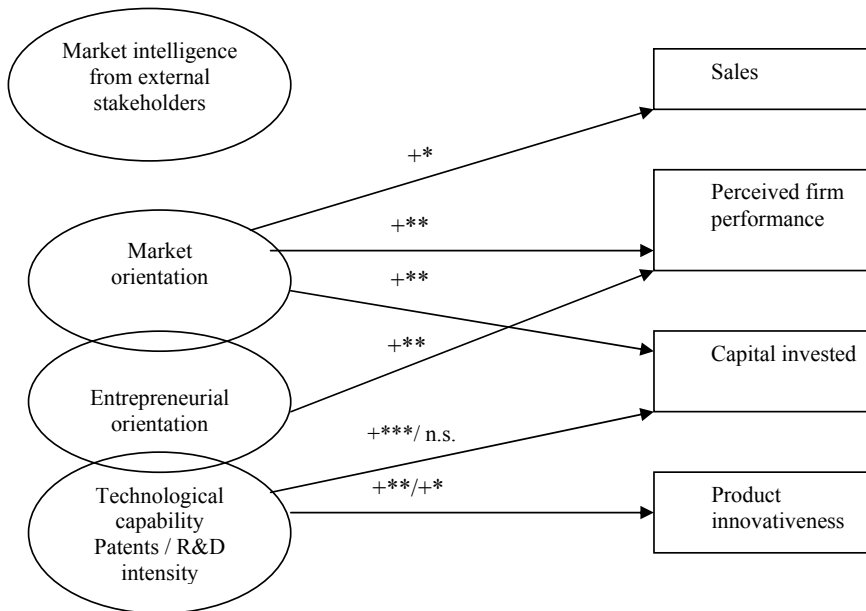 Market intelligence
from external
stakeholders
Sales
+*
Perceived firm
performance
+**
Market
orientation
+**
Capital invested
+**
Entrepreneurial
orientation
+***/ n.s.
+**/+*
Technological
capability
Patents / R&D
intensity
Product
innovativeness